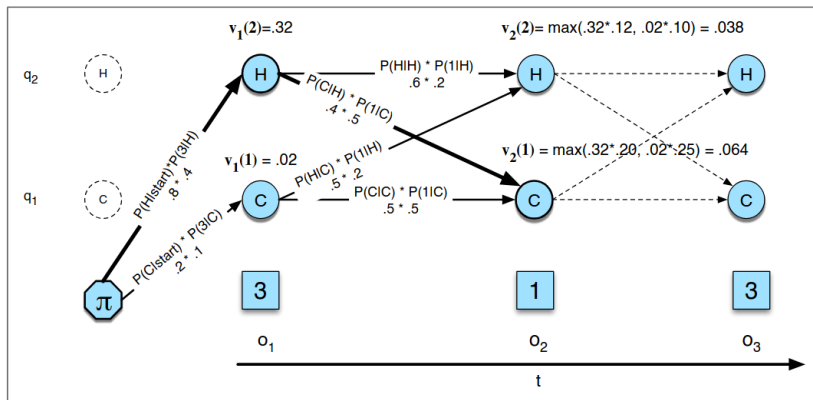 v1(2)=.32
v2(2)= max(.32*.12, .02*.10) = .038
q2
H
H
P(H|H) * P(1|H)
.6 * .2
H
H
P(C|H) * P(1|C)
.4 * .5
P(H|start)*P(3|H)
.8 * .4
v1(1) = .02
P(H|C) * P(1|H)
.5 * .2
v2(1) = max(.32*.20, .02*.25) = .064
q1
C
C
P(C|C) * P(1|C)
.5 * .5
C
C
P(C|start) * P(3|C)
.2 * .1
π
3
1
3
o1
o2
o3
t